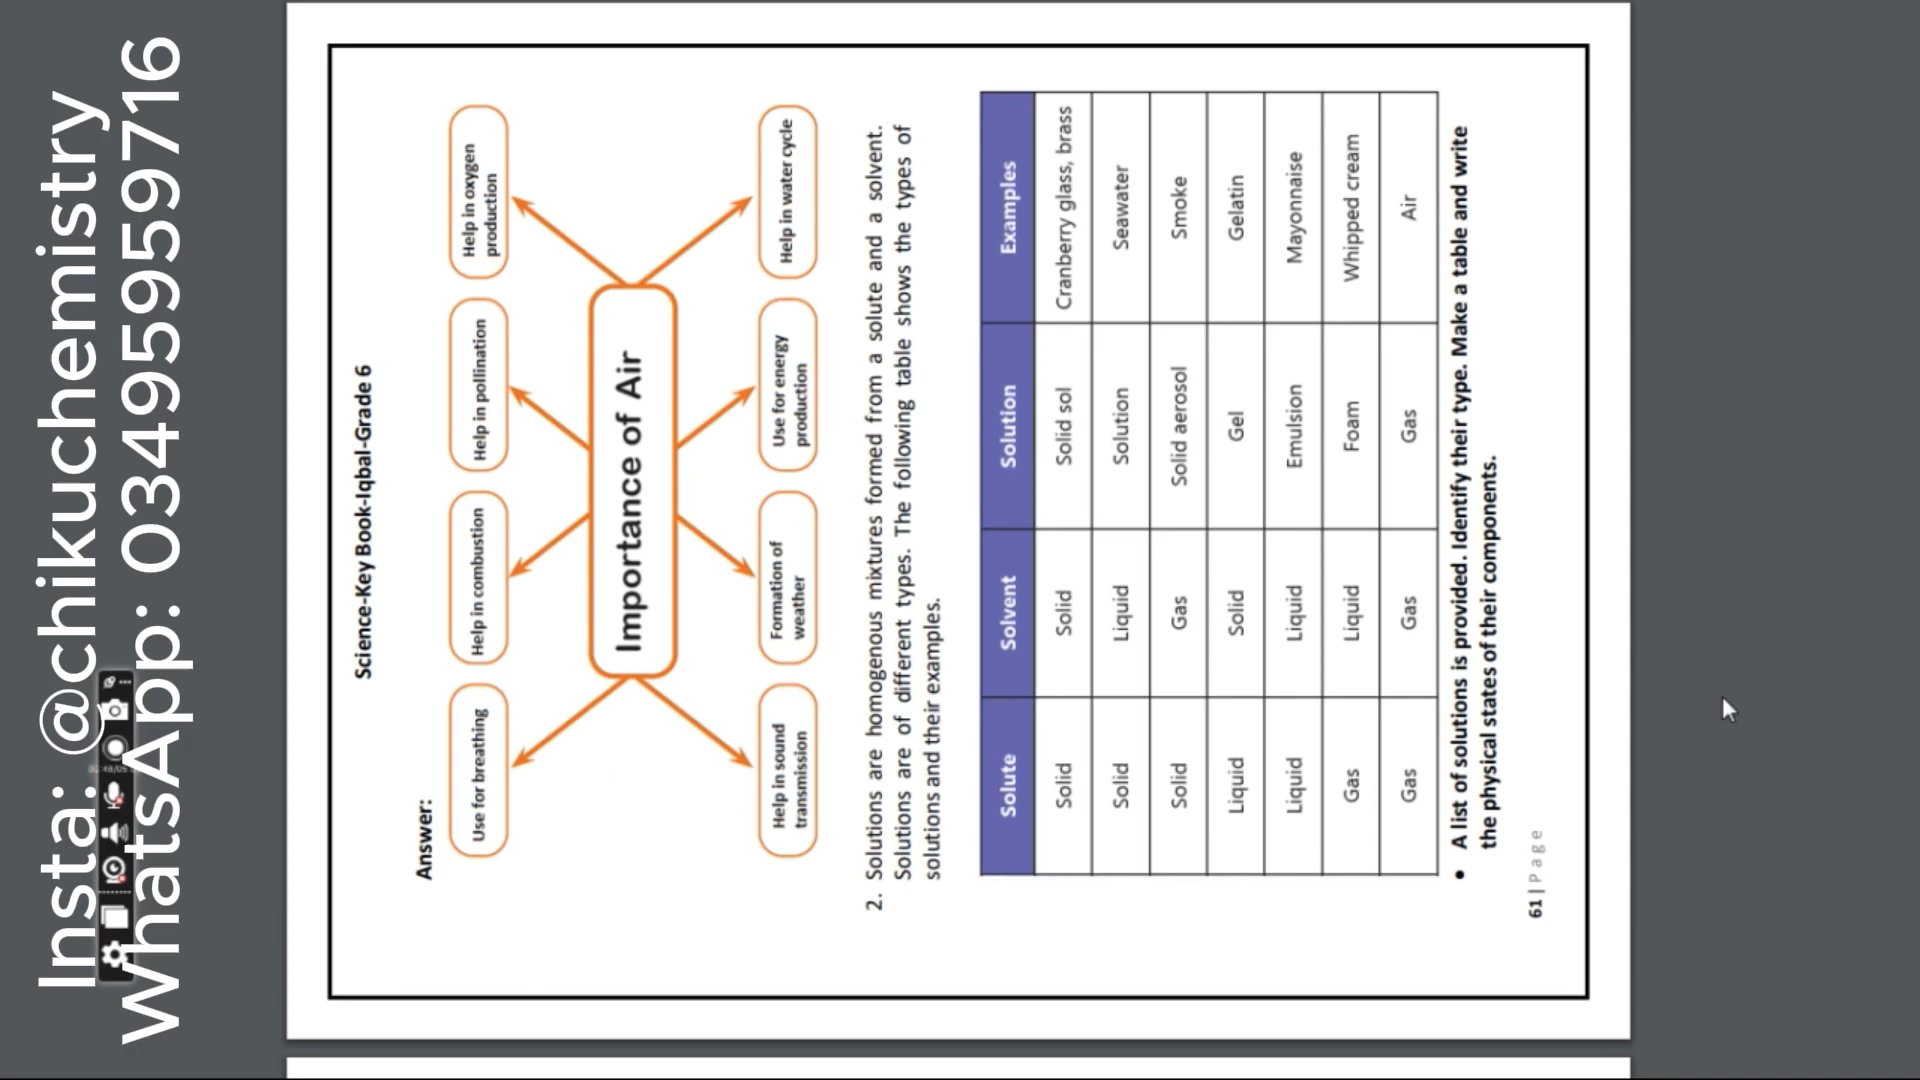 Insta: @chikuchemistry
WhatsApp: 03495959716
Science-Key Book-Iqbal-Grade 6
Answer:
Use for breathing
Help in combustion
Help in pollination
Help in oxygen
production
Importance of Air
Help in sound
transmission
Formation of
weather
Use for energy
production
Help in water cycle
2. Solutions are homogenous mixtures formed from a solute and a solvent.
Solutions are of different types. The following table shows the types of
solutions and their examples.
Solute Solvent Solution Examples
Solid Solid Solid sol Cranberry glass, brass
Solid Liquid Solution Seawater
Solid Gas Solid aerosol Smoke
Liquid Solid Gel Gelatin
Liquid Liquid Emulsion Mayonnaise
Gas Liquid Foam Whipped cream
Gas Gas Gas Air
• A list of solutions is provided. Identify their type. Make a table and write
the physical states of their components.
61 | Page